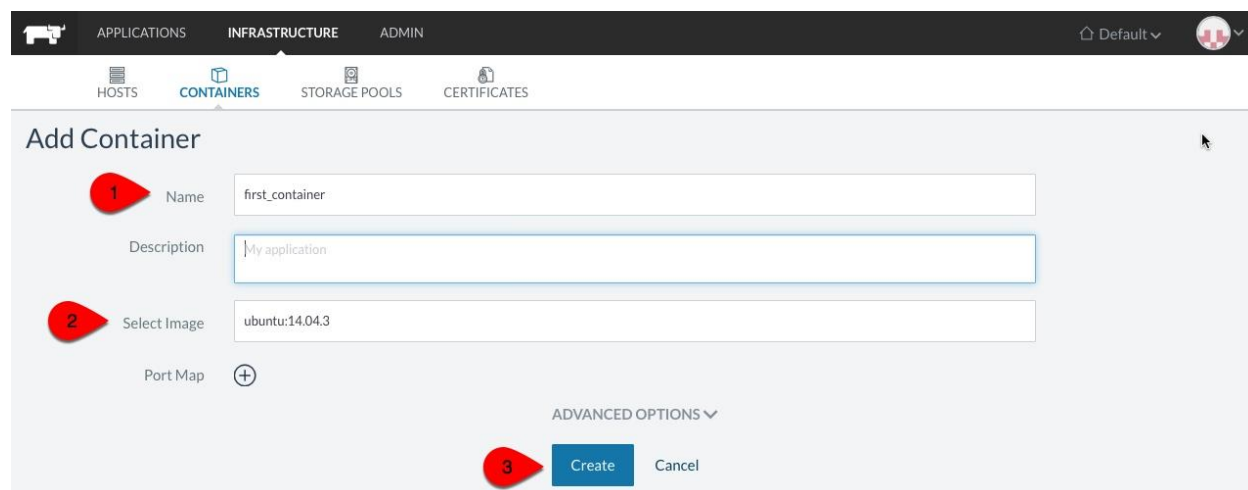 APPLICATIONS INFRASTRUCTURE ADMIN Default
HOSTS CONTAINERS STORAGE POOLS CERTIFICATES
Add Container
1 Name first_container
Description My application
2 Select Image ubuntu:14.04.3
Port Map
ADVANCED OPTIONS
3 Create Cancel